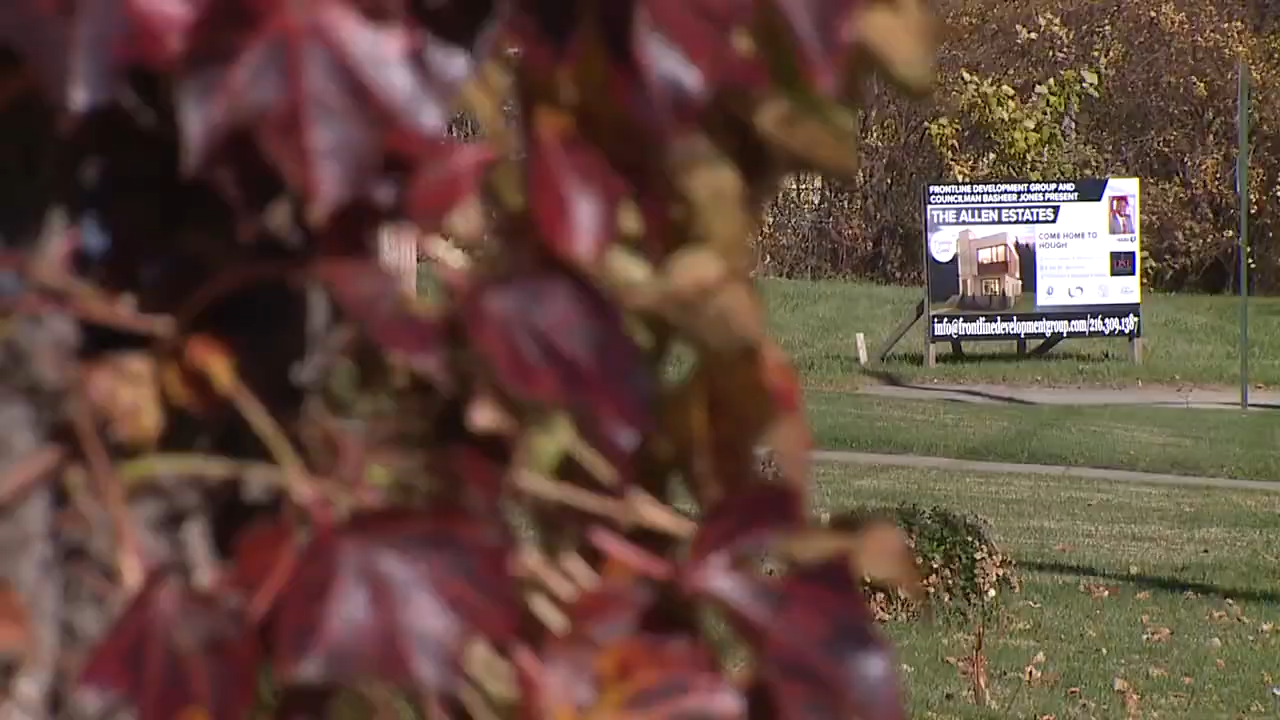 FRONTLINE DEVELOPMENT GROUP AND
COUNCILMAN BASHEER JONES PRESENT
THE ALLEN ESTATES
COME HOME TO
HOUGH
info@frontlinedevelopmentgroup.com/216.309.1387